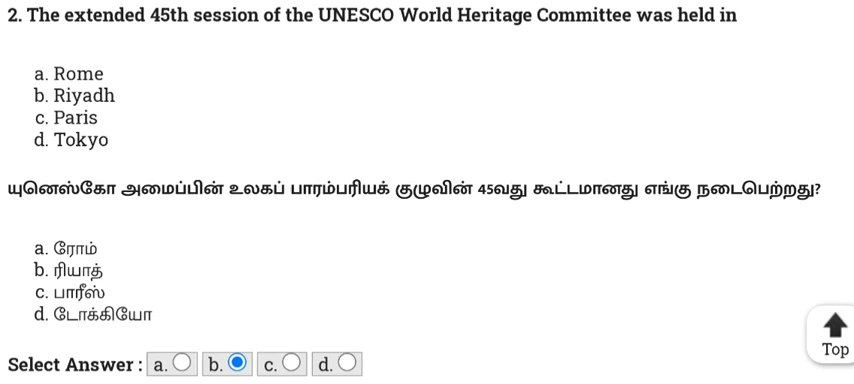 2. The extended 45th session of the UNESCO World Heritage Committee was held in
a. Rome
b. Riyadh
c. Paris
d. Tokyo
யுனெஸ்கோ அமைப்பின் உலகப் பாரம்பரியக் குழுவின் 45வது கூட்டமானது எங்கு நடைபெற்றது?
a. ரோம்
b. ரியாத்
c. பாரீஸ்
d. டோக்கியோ
Top
Select Answer : a. b. c. d.